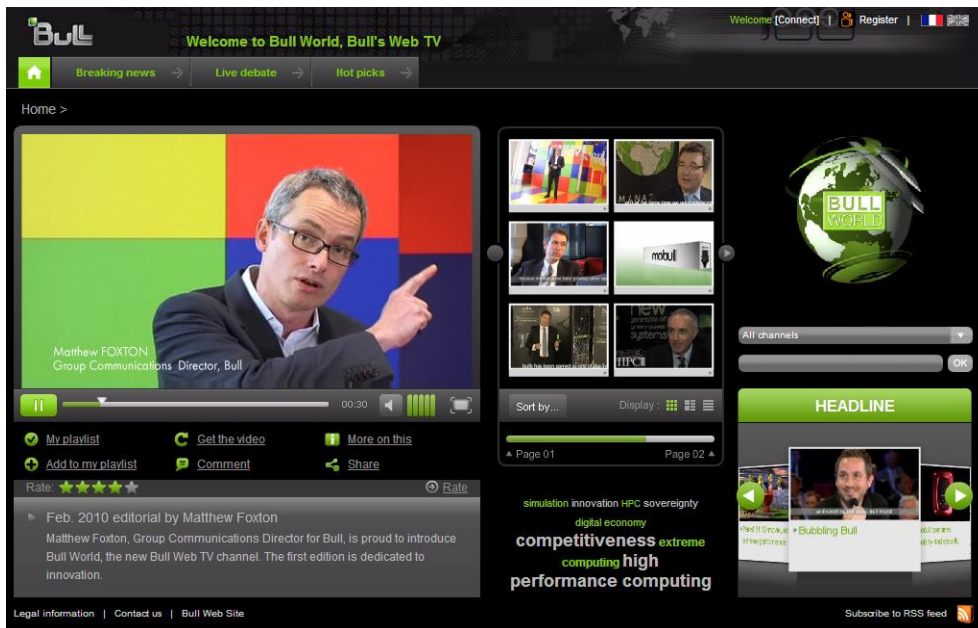 Bull
Welcome to Bull World, Bull's Web TV
Welcome [Connect] | Register |
Breaking news
Live debate
Hot picks
Home >
Matthew FOXTON
Group Communications Director, Bull
00:30
My playlist
Get the video
More on this
Add to my playlist
Comment
Share
Rate:
Rate
Feb. 2010 editorial by Matthew Foxton
Matthew Foxton, Group Communications Director for Bull, is proud to introduce
Bull World, the new Bull Web TV channel. The first edition is dedicated to
innovation.
mobull
new
generation of
systems
Sort by...
Display :
Page 01
Page 02
simulation innovation HPC sovereignty
digital economy
competitiveness extreme
computing high
performance computing
BULL
WORLD
All channels
OK
HEADLINE
Bubbling Bull
Legal information | Contact us | Bull Web Site
Subscribe to RSS feed